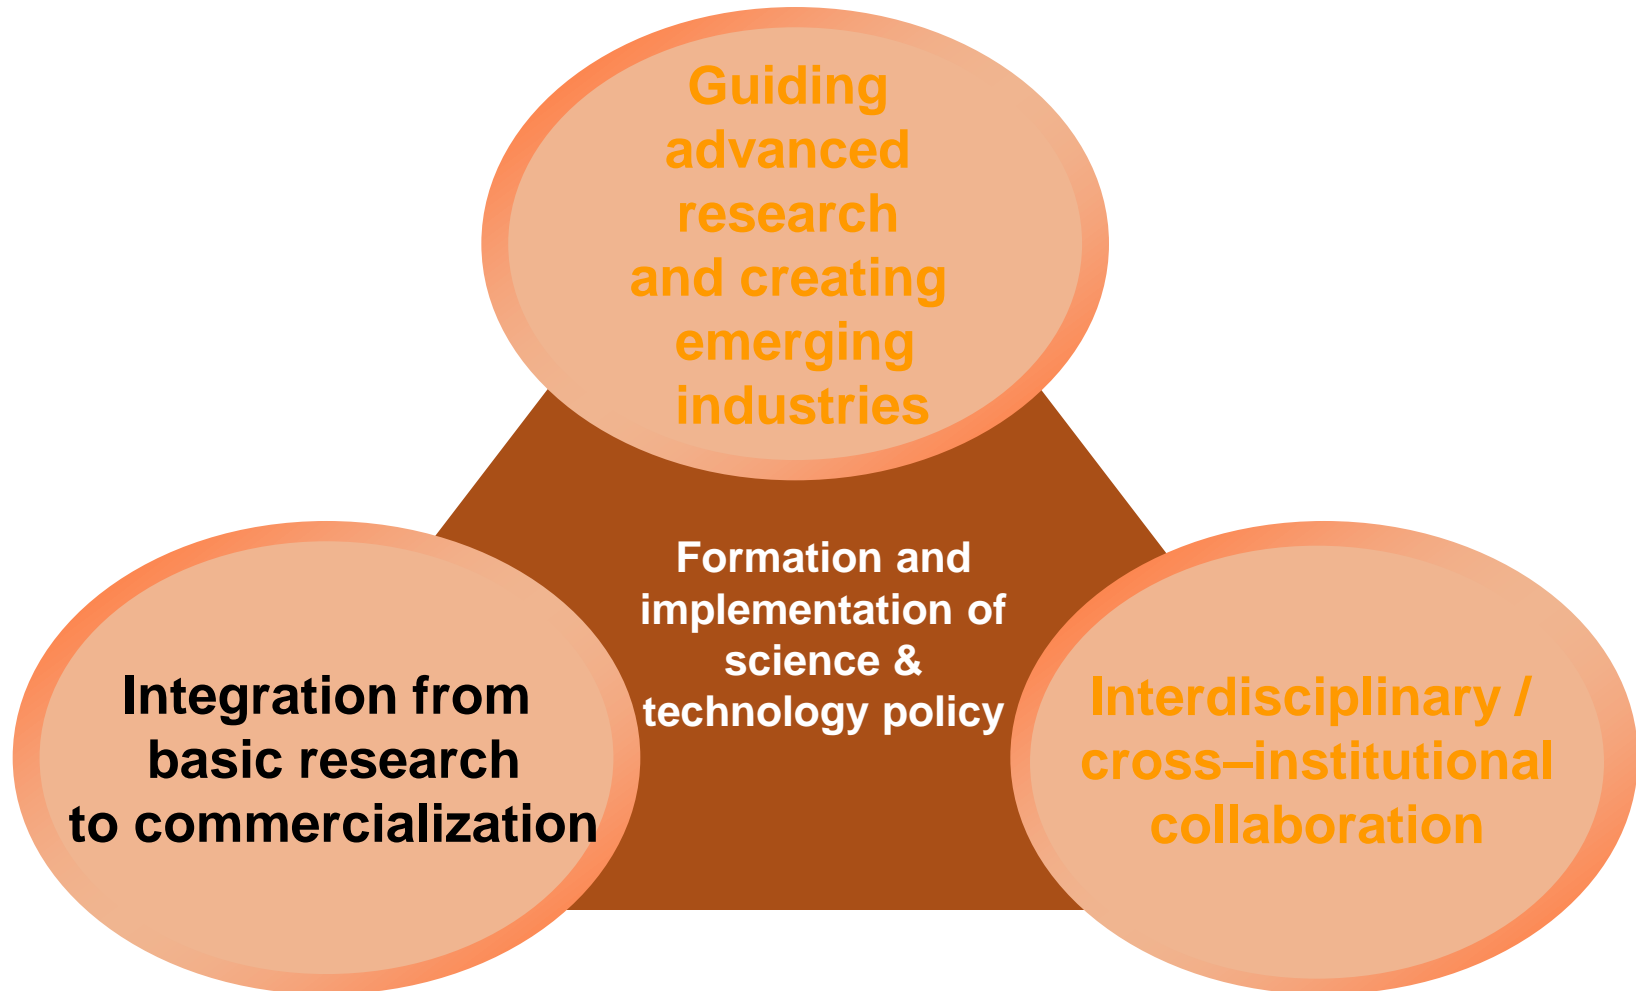 Guiding
advanced
research
and creating
emerging
industries
Formation and
implementation of
science &
technology policy
Integration from
basic research
to commercialization
Interdisciplinary /
cross–institutional
collaboration